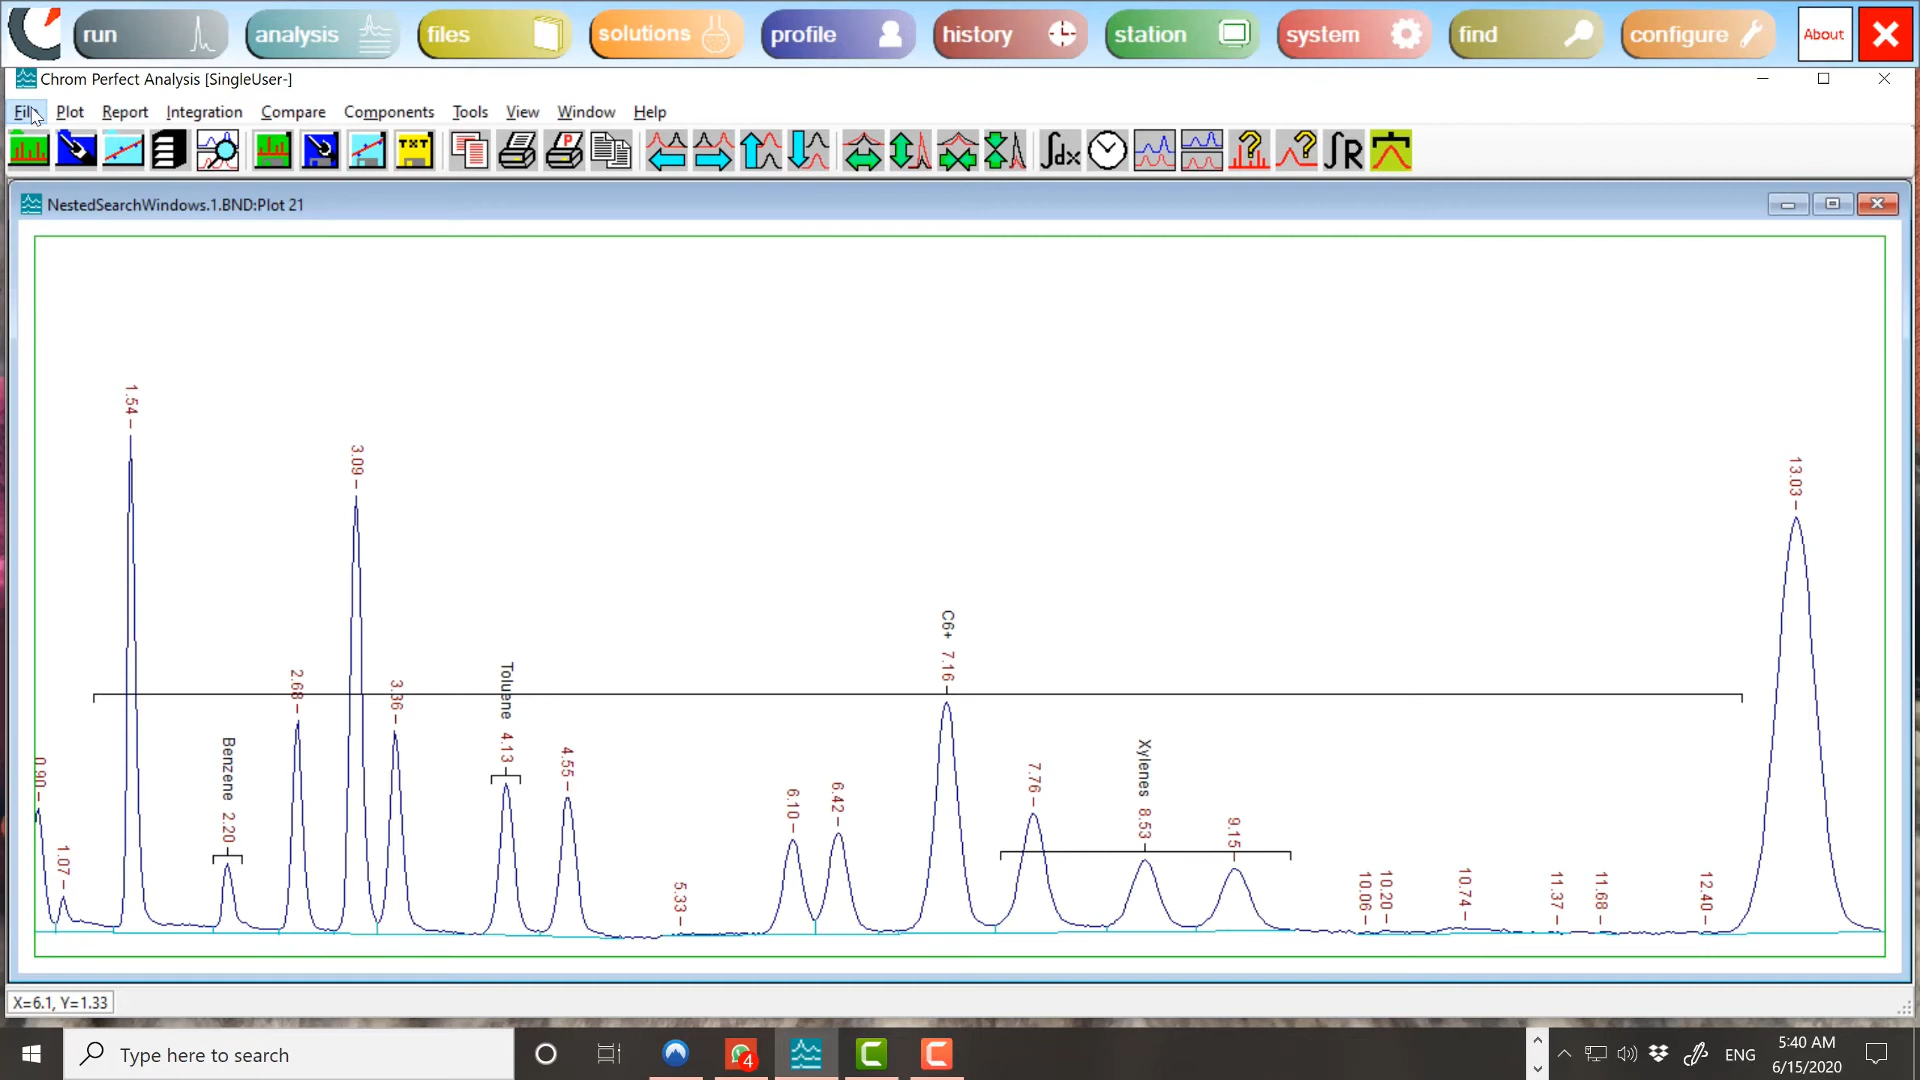 run
analysis
files
solutions
profile
history
station
system
find
configure
About
Chrom Perfect Analysis [SingleUser-]
File Plot Report Integration Compare Components Tools View Window Help
TXT
P
∫dx
∫R
NestedSearchWindows.1.BND:Plot 21
0.90
1.07
1.54
Benzene 2.20
2.68
3.09
3.36
Toluene 4.13
4.55
5.33
6.10
6.42
C6+ 7.16
7.76
Xylenes 8.53
9.15
10.06
10.20
10.74
11.37
11.68
12.40
13.03
X=6.1, Y=1.33
Type here to search
4
ENG
5:40 AM
6/15/2020